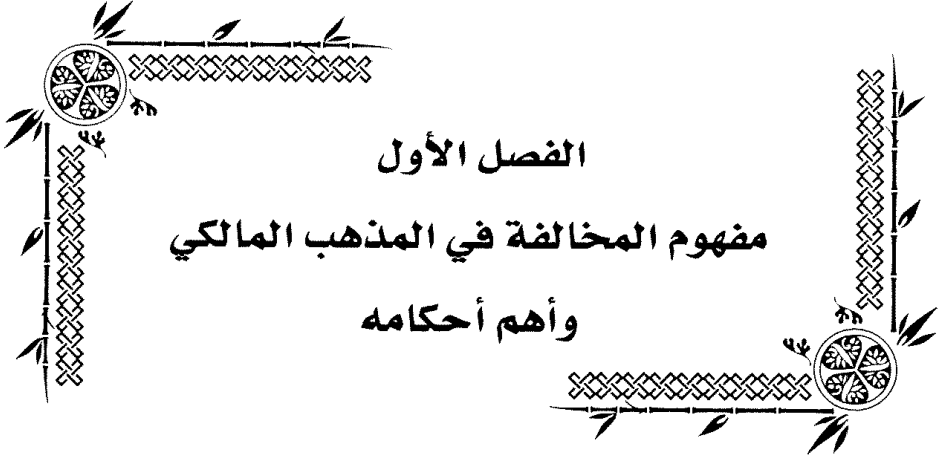 الفصل الأول
مفهوم المخالفة في المذهب المالكي
وأهم أحكامه